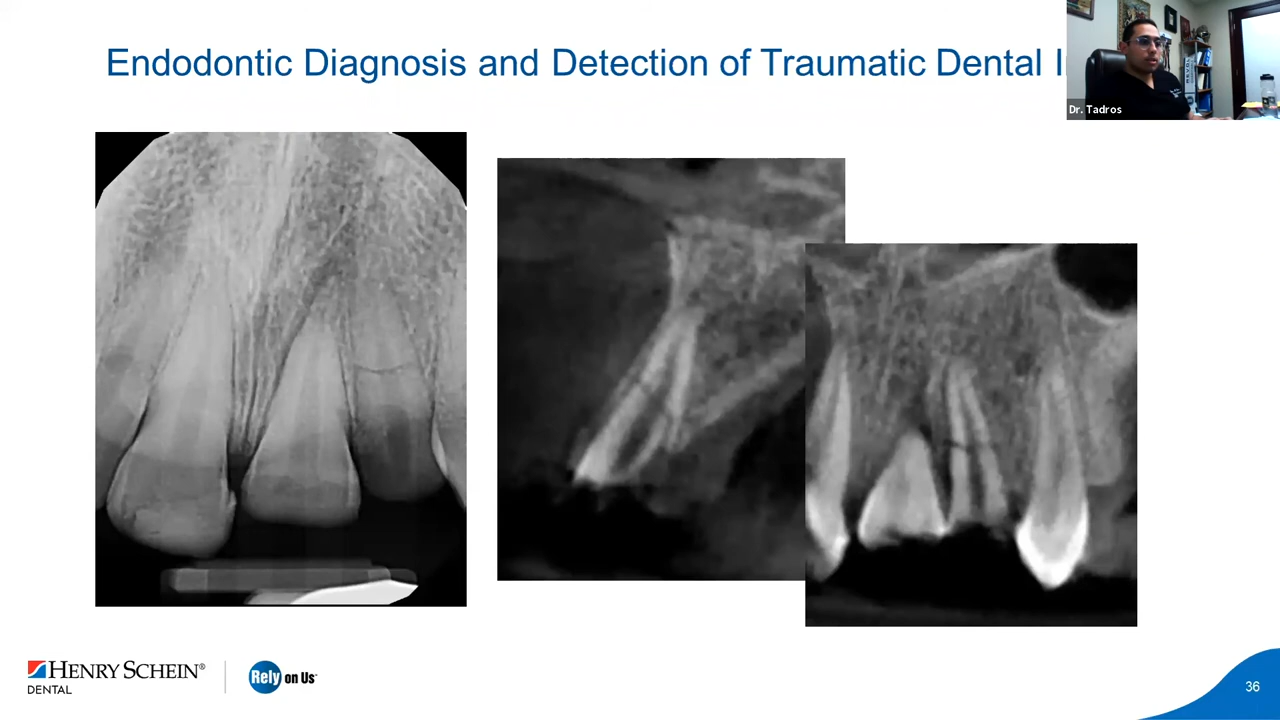 Endodontic Diagnosis and Detection of Traumatic Dental
Dr. Tadros
HENRY SCHEIN®
DENTAL
Rely on Us
36